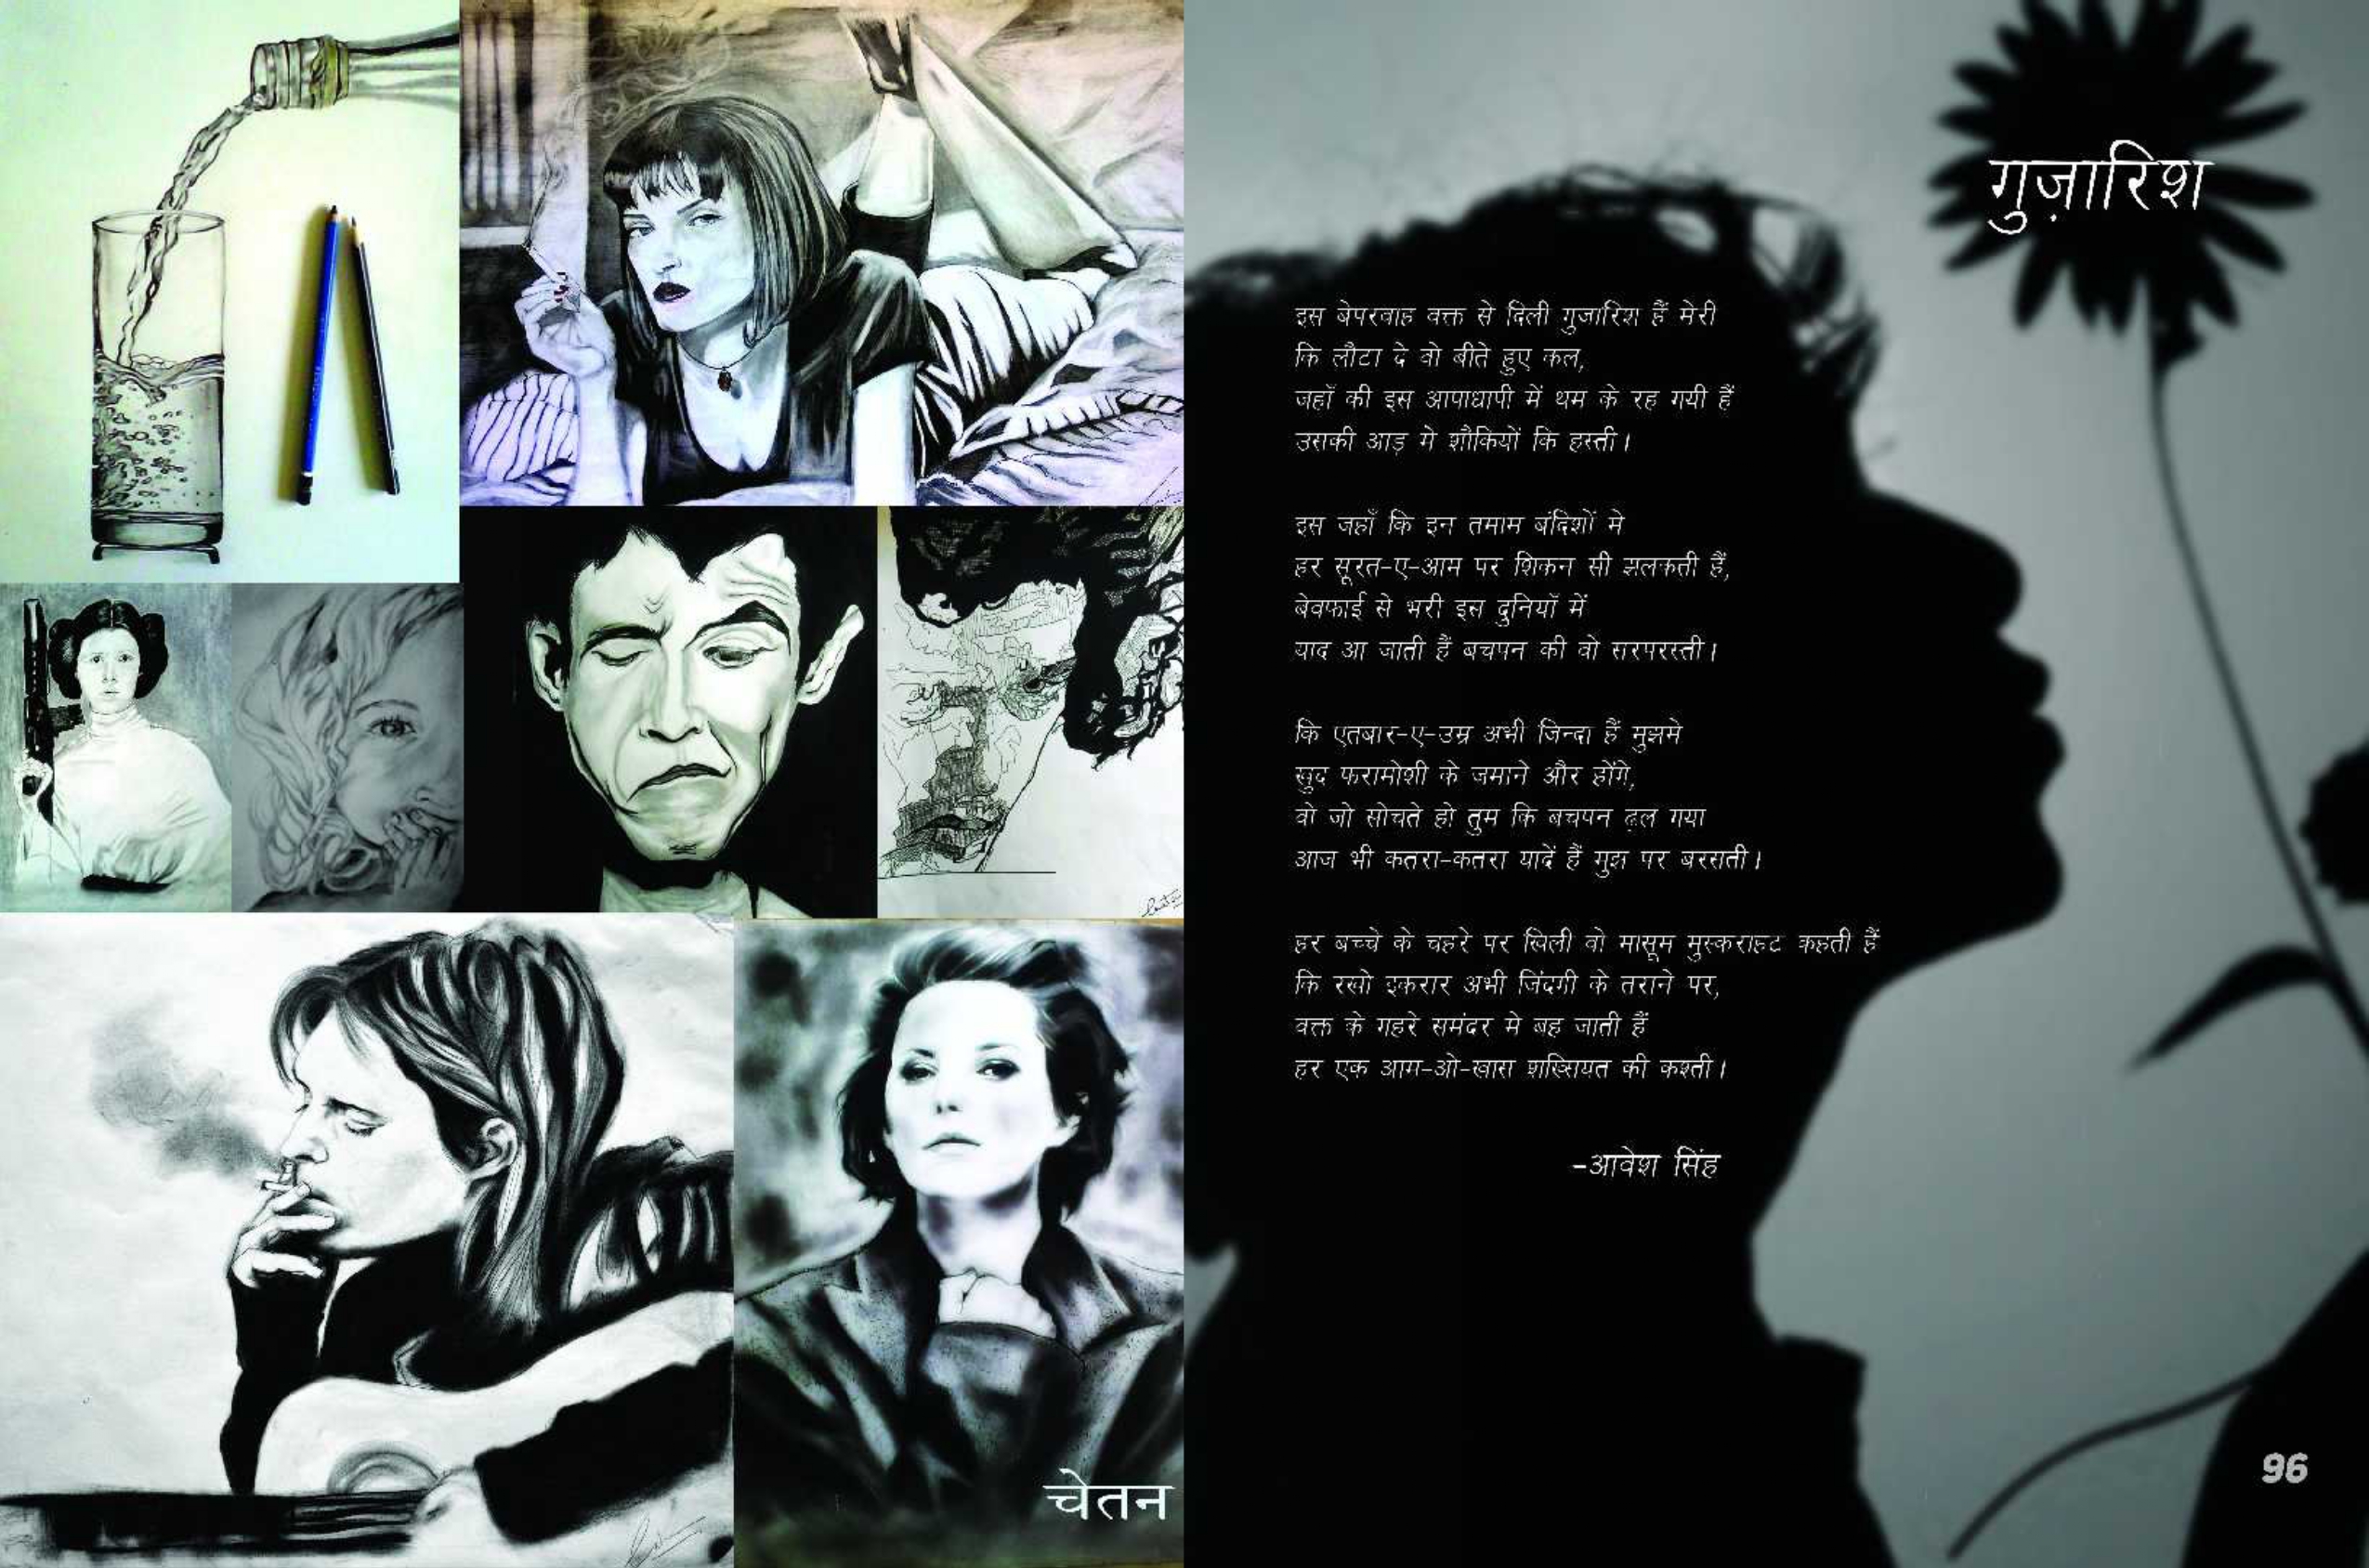 चेतन
गुज़ारिश
इस बेपरवाह वक्त से दिली गुजारिश हैं मेरी
कि लौटा दे वो बीते हुए कल,
जहाँ की इस आपाधापी में थम के रह गयी हैं
उसकी आड़ मे शौकियों कि हस्ती।
इस जहाँ कि इन तमाम बंदिशों मे
हर सूरत-ए-आम पर शिकन सी झलकती हैं,
बेवफाई से भरी इस दुनियाँ में
याद आ जाती हैं बचपन की वो सरपरस्ती।
कि एतबार-ए-उम्र अभी जिन्दा हैं मुझमे
खुद फरामोशी के जमाने और होंगे,
वो जो सोचते हो तुम कि बचपन ढ़ल गया
आज भी कतरा-कतरा यादें हैं मुझ पर बरसती।
हर बच्चे के चहरे पर खिली वो मासूम मुस्कराहट कहती हैं
कि रखो इकरार अभी जिंदगी के तराने पर,
वक्त के गहरे समंदर मे बह जाती हैं
हर एक आम-ओ-खास शख्सियत की कश्ती।
-आवेश सिंह
96